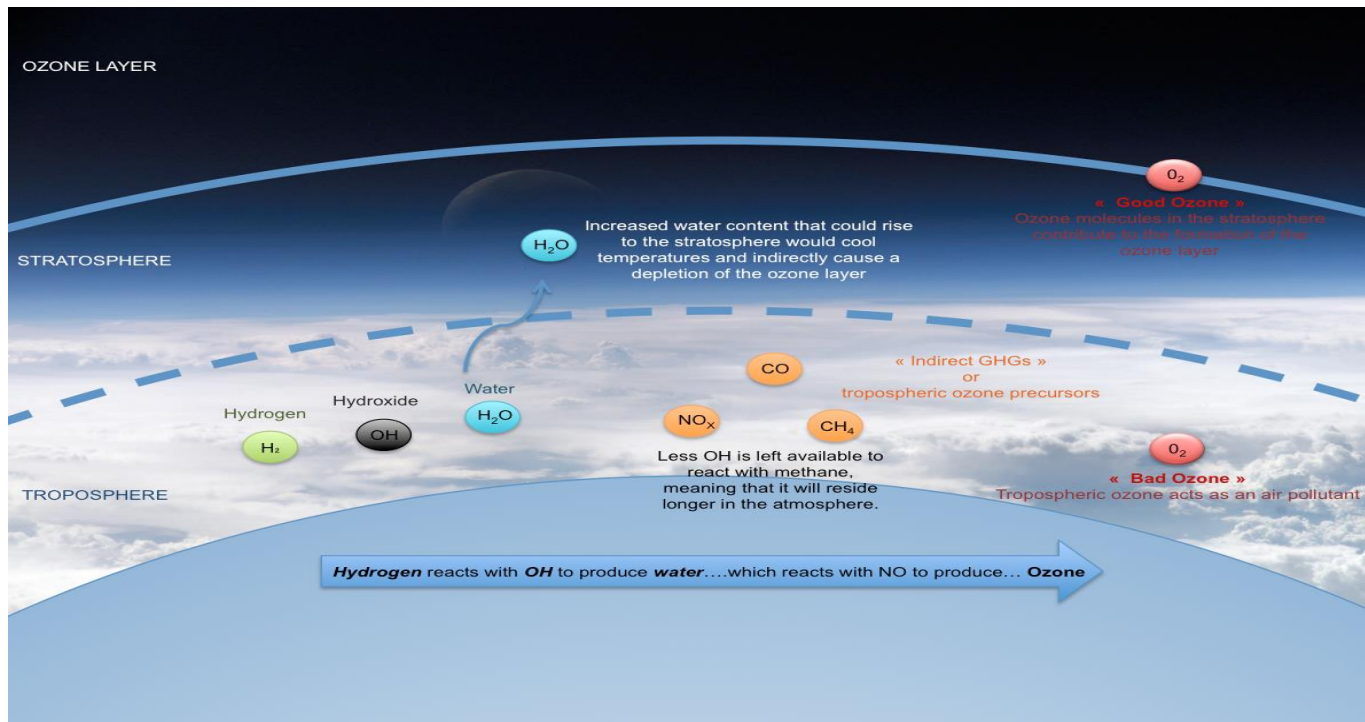 OZONE LAYER
0₂
« Good Ozone »
Ozone molecules in the stratosphere
contribute to the formation of the
ozone layer
STRATOSPHERE
H₂O
Increased water content that could rise
to the stratosphere would cool
temperatures and indirectly cause a
depletion of the ozone layer
Hydrogen
H₂
Hydroxide
OH
Water
H₂O
CO
NOₓ
CH₄
« Indirect GHGs »
or
tropospheric ozone precursors
Less OH is left available to
react with methane,
meaning that it will reside
longer in the atmosphere.
0₂
« Bad Ozone »
Tropospheric ozone acts as an air pollutant
TROPOSPHERE
Hydrogen reacts with OH to produce water....which reacts with NO to produce... Ozone